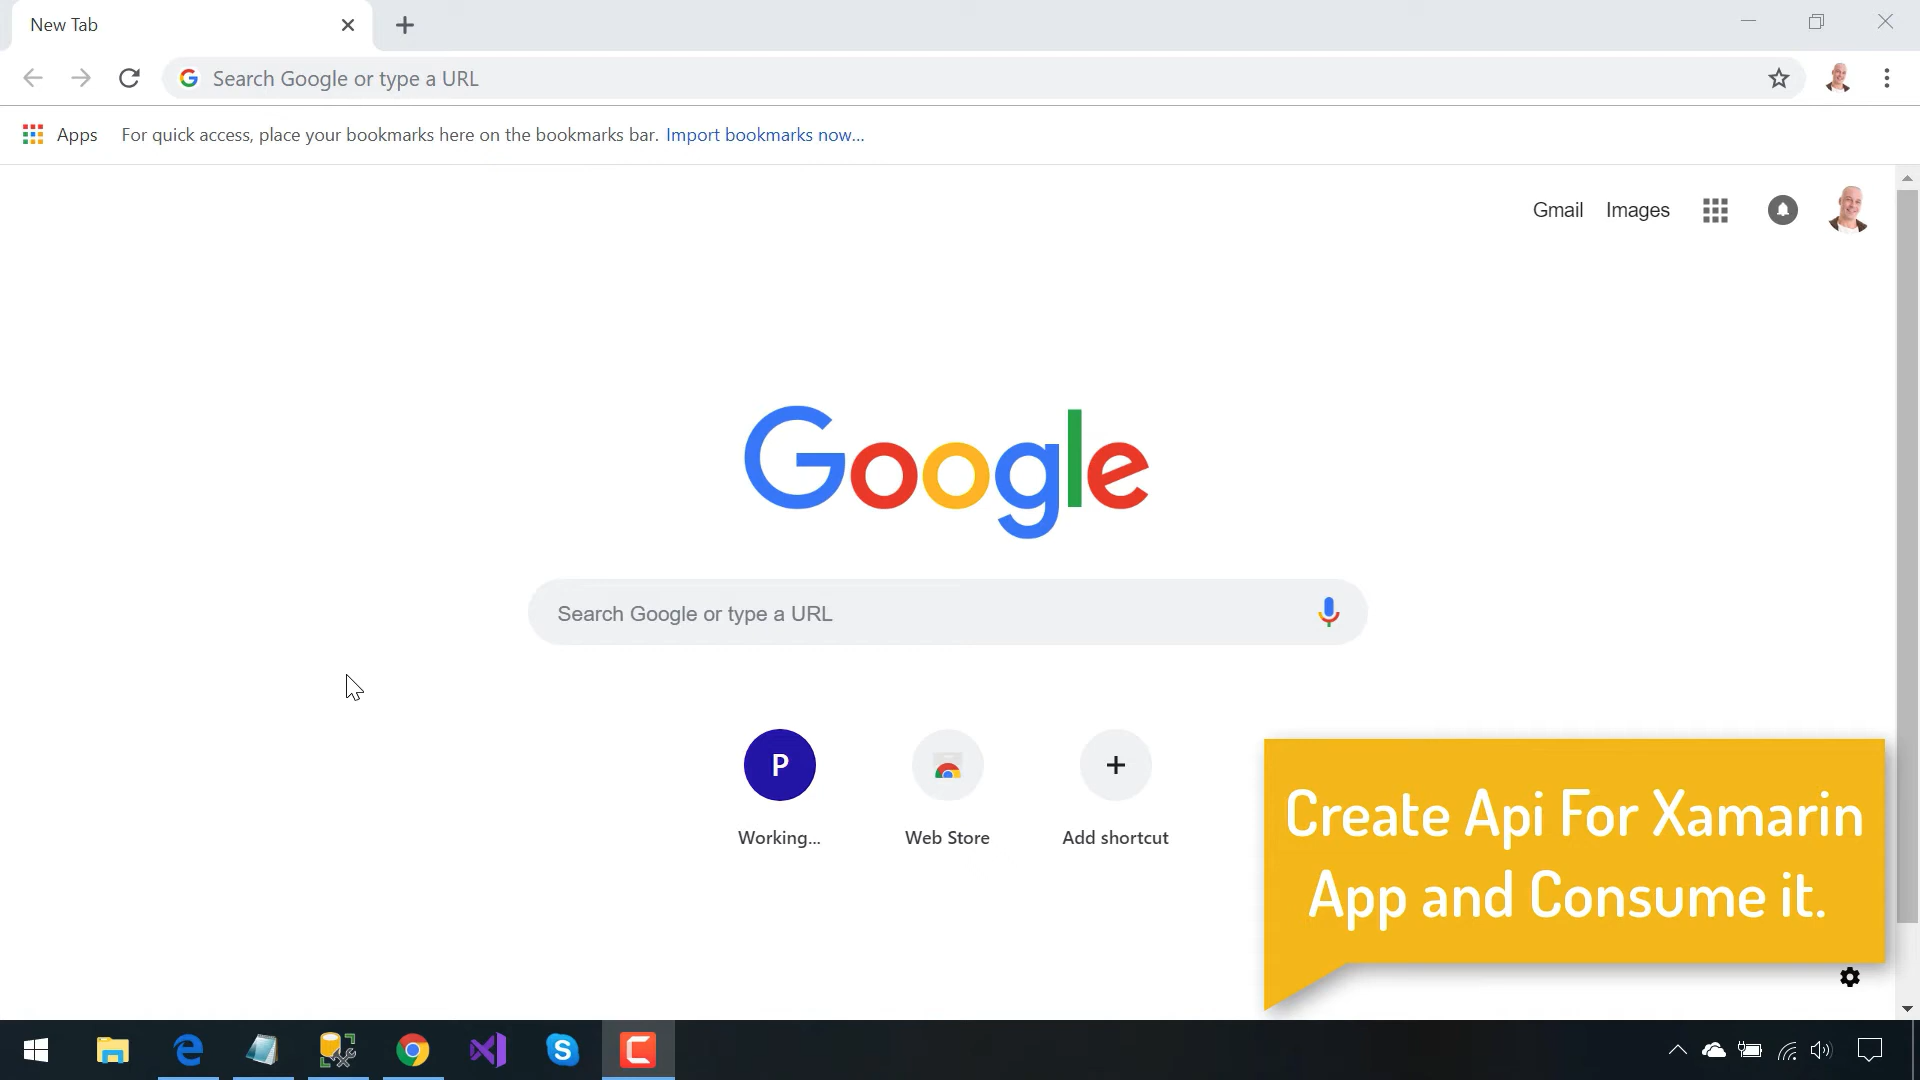 New Tab
Search Google or type a URL
Apps For quick access, place your bookmarks here on the bookmarks bar. Import bookmarks now...
Gmail Images
Google
Search Google or type a URL
P
Working... Web Store Add shortcut
Create Api For Xamarin
App and Consume it.